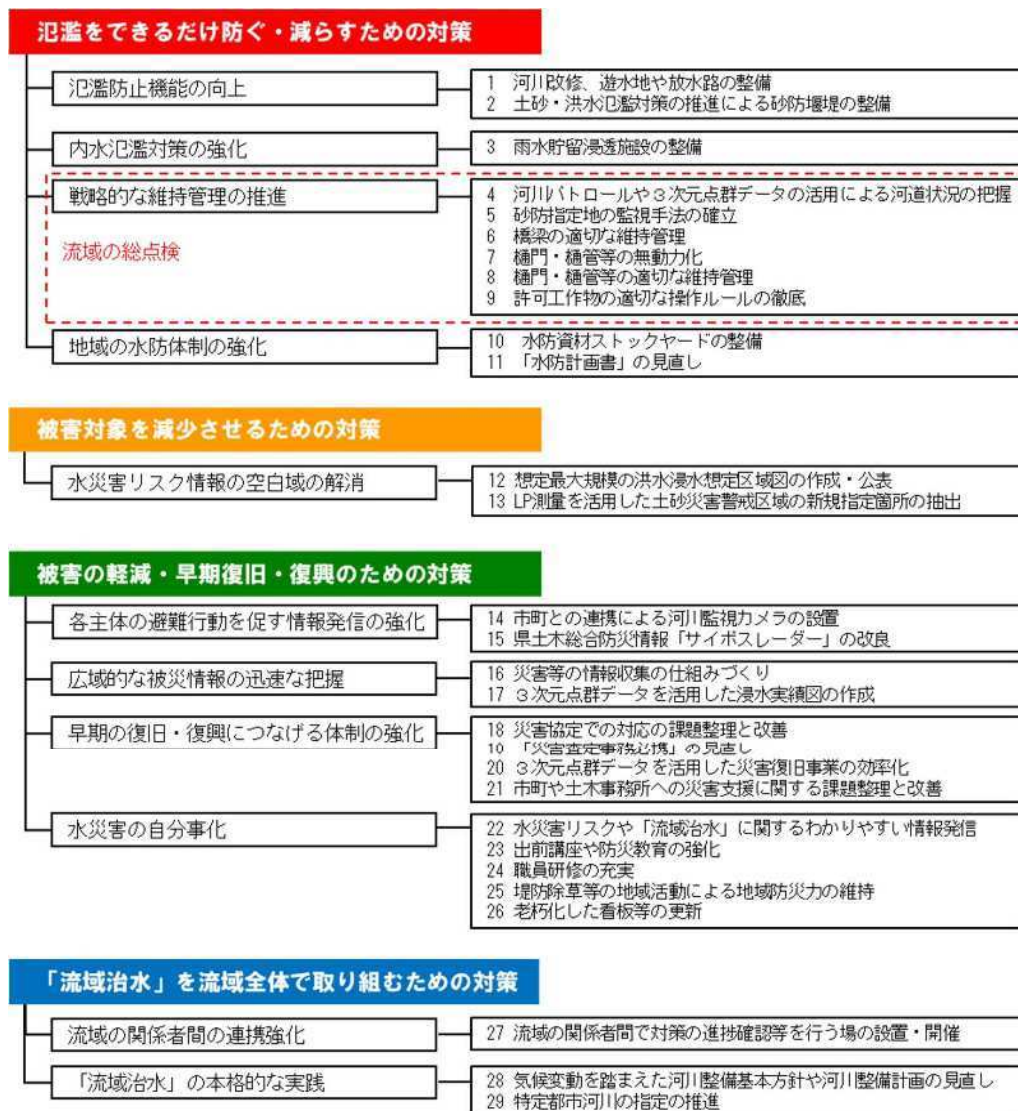 氾濫をできるだけ防ぐ・減らすための対策
氾濫防止機能の向上
1 河川改修、遊水地や放水路の整備
2 土砂・洪水氾濫対策の推進による砂防堰堤の整備
内水氾濫対策の強化
3 雨水貯留浸透施設の整備
戦略的な維持管理の推進
流域の総点検
4 河川パトロールや3次元点群データの活用による河道状況の把握
5 砂防指定地の監視手法の確立
6 橋梁の適切な維持管理
7 樋門・樋管等の無動力化
8 樋門・樋管等の適切な維持管理
9 許可工作物の適切な操作ルールの徹底
地域の水防体制の強化
10 水防資材ストックヤードの整備
11 「水防計画書」の見直し
被害対象を減少させるための対策
水災害リスク情報の空白域の解消
12 想定最大規模の洪水浸水想定区域図の作成・公表
13 LP測量を活用した土砂災害警戒区域の新規指定箇所の抽出
被害の軽減・早期復旧・復興のための対策
各主体の避難行動を促す情報発信の強化
14 市町との連携による河川監視カメラの設置
15 県土木総合防災情報「サイポスレーダー」の改良
広域的な被災情報の迅速な把握
16 災害等の情報収集の仕組みづくり
17 3次元点群データを活用した浸水実績図の作成
早期の復旧・復興につなげる体制の強化
18 災害協定での対応の課題整理と改善
19 「災害査定事務必携」の見直し
20 3次元点群データを活用した災害復旧事業の効率化
21 市町や土木事務所への災害支援に関する課題整理と改善
水災害の自分事化
22 水災害リスクや「流域治水」に関するわかりやすい情報発信
23 出前講座や防災教育の強化
24 職員研修の充実
25 堤防除草等の地域活動による地域防災力の維持
26 老朽化した看板等の更新
「流域治水」を流域全体で取り組むための対策
流域の関係者間の連携強化
27 流域の関係者間で対策の進捗確認等を行う場の設置・開催
「流域治水」の本格的な実践
28 気候変動を踏まえた河川整備基本方針や河川整備計画の見直し
29 特定都市河川の指定の推進